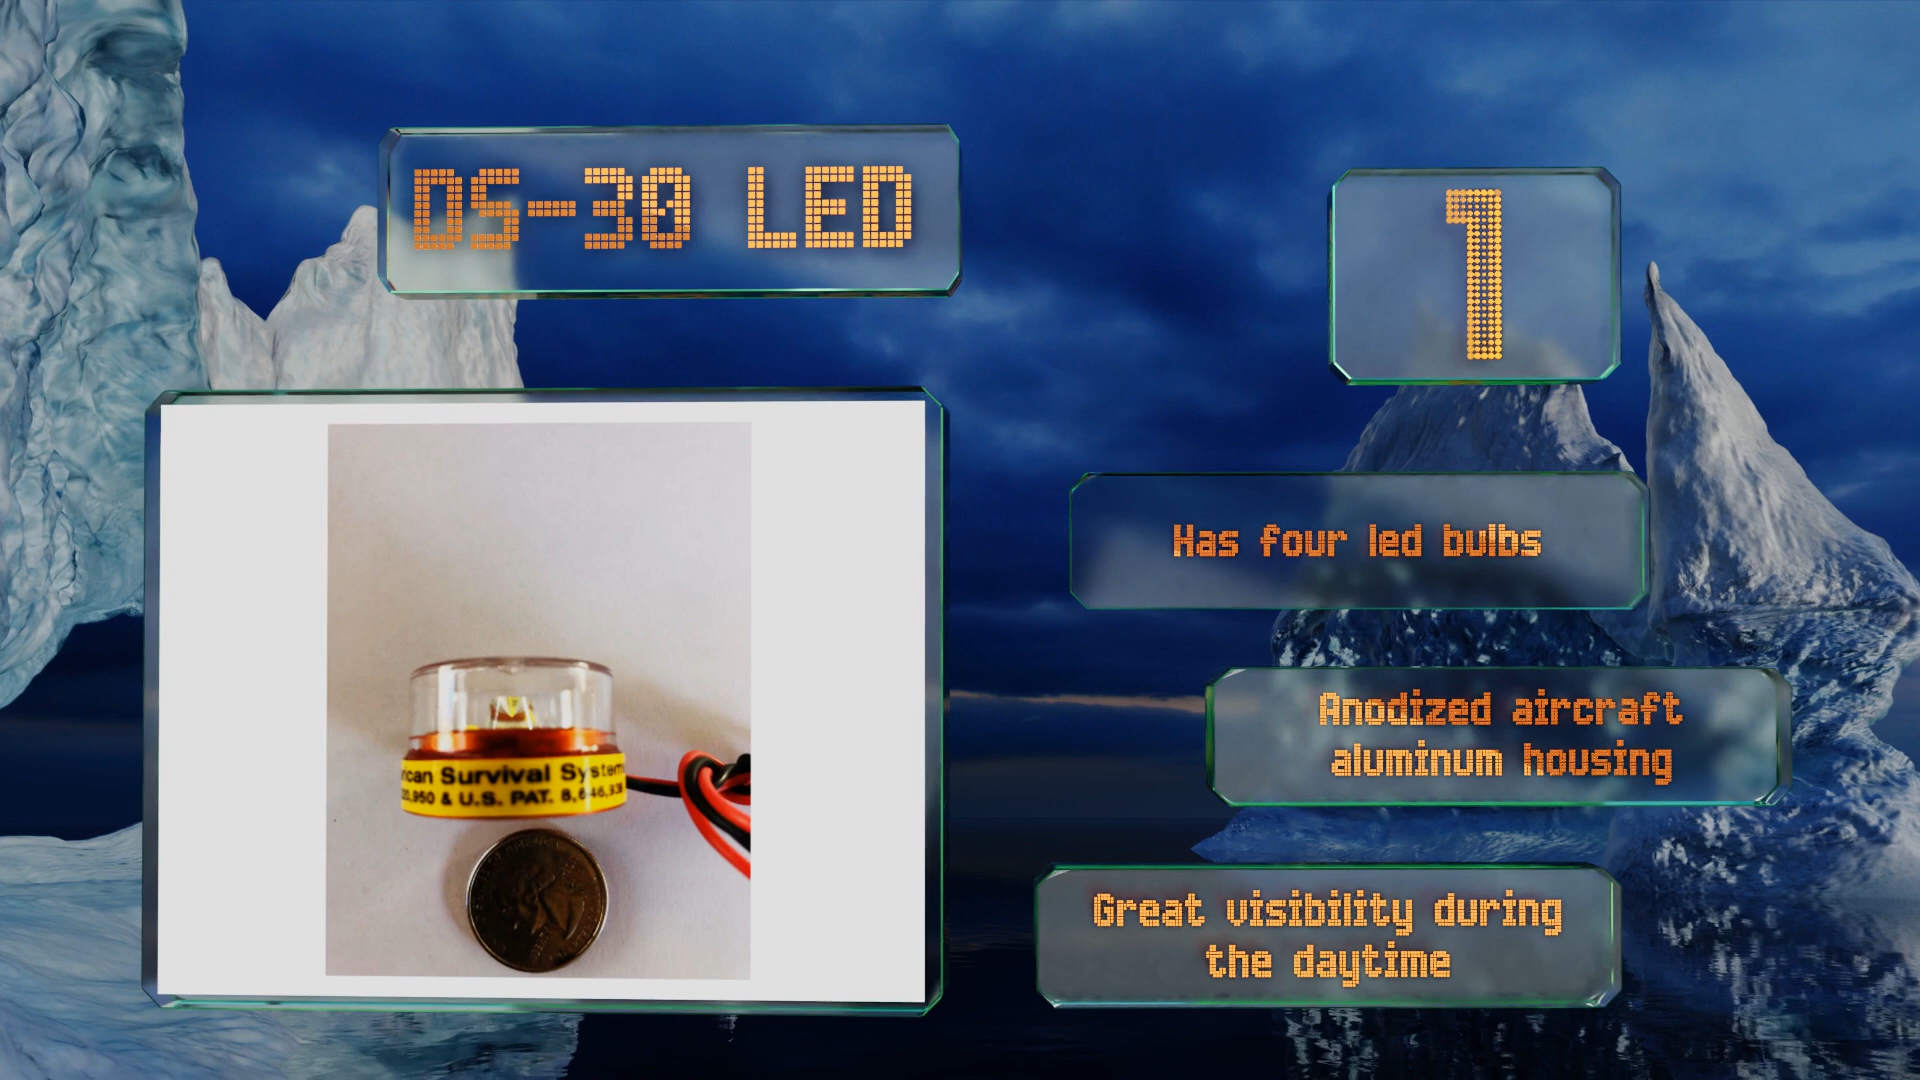 DS-30 LED
1
Has four led bulbs
Anodized aircraft
aluminum housing
Great visibility during
the daytime
Survival
& U.S. PAT.